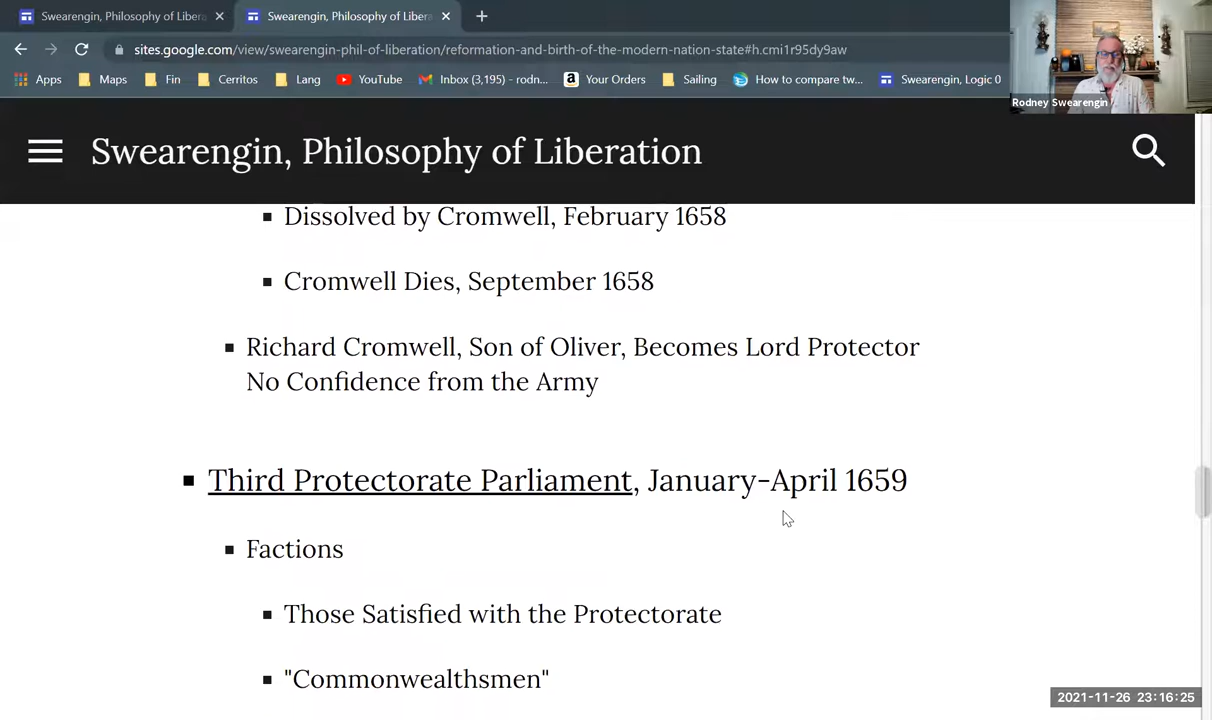 Swearengin, Philosophy of Libera
Swearengin, Philosophy of Libera
sites.google.com/view/swearengin-phil-of-liberation/reformation-and-birth-of-the-modern-nation-state#h.cmi1r95dy9aw
Apps Maps Fin Cerritos Lang YouTube Inbox (3,195) - rodn... Your Orders Sailing How to compare tw... Swearengin, Logic 0
Rodney Swearengin
Swearengin, Philosophy of Liberation
Dissolved by Cromwell, February 1658
Cromwell Dies, September 1658
Richard Cromwell, Son of Oliver, Becomes Lord Protector
No Confidence from the Army
Third Protectorate Parliament, January-April 1659
Factions
Those Satisfied with the Protectorate
"Commonwealthsmen"
2021-11-26 23:16:25